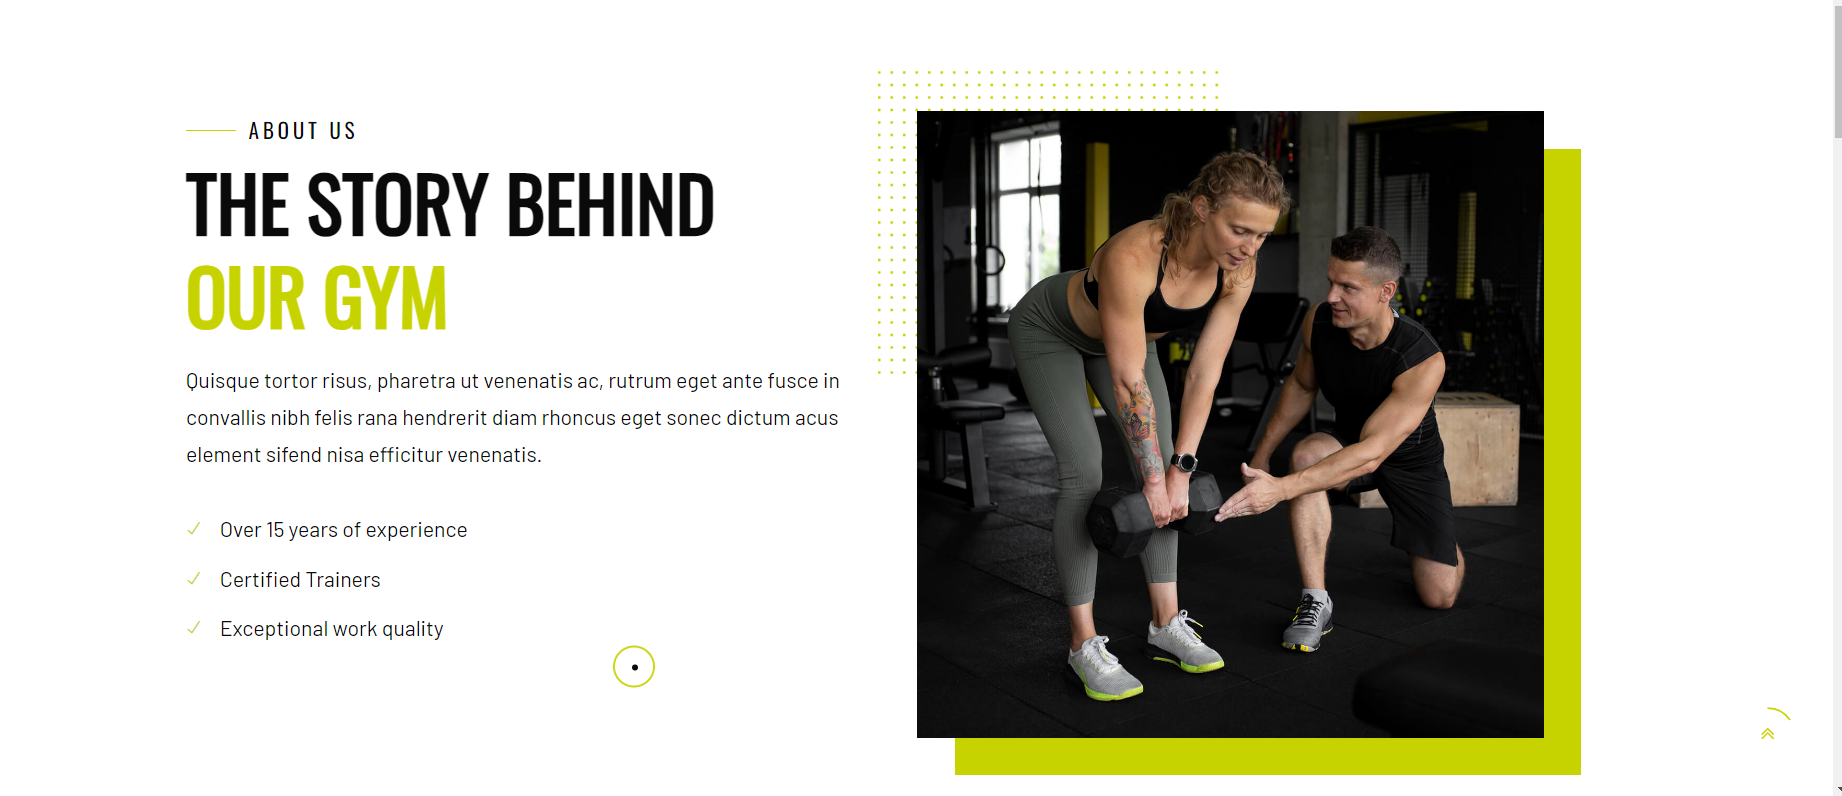 ABOUT US
THE STORY BEHIND
OUR GYM
Quisque tortor risus, pharetra ut venenatis ac, rutrum eget ante fusce in
convallis nibh felis rana hendrerit diam rhoncus eget sonec dictum acus
element sifend nisa efficitur venenatis.
Over 15 years of experience
Certified Trainers
Exceptional work quality